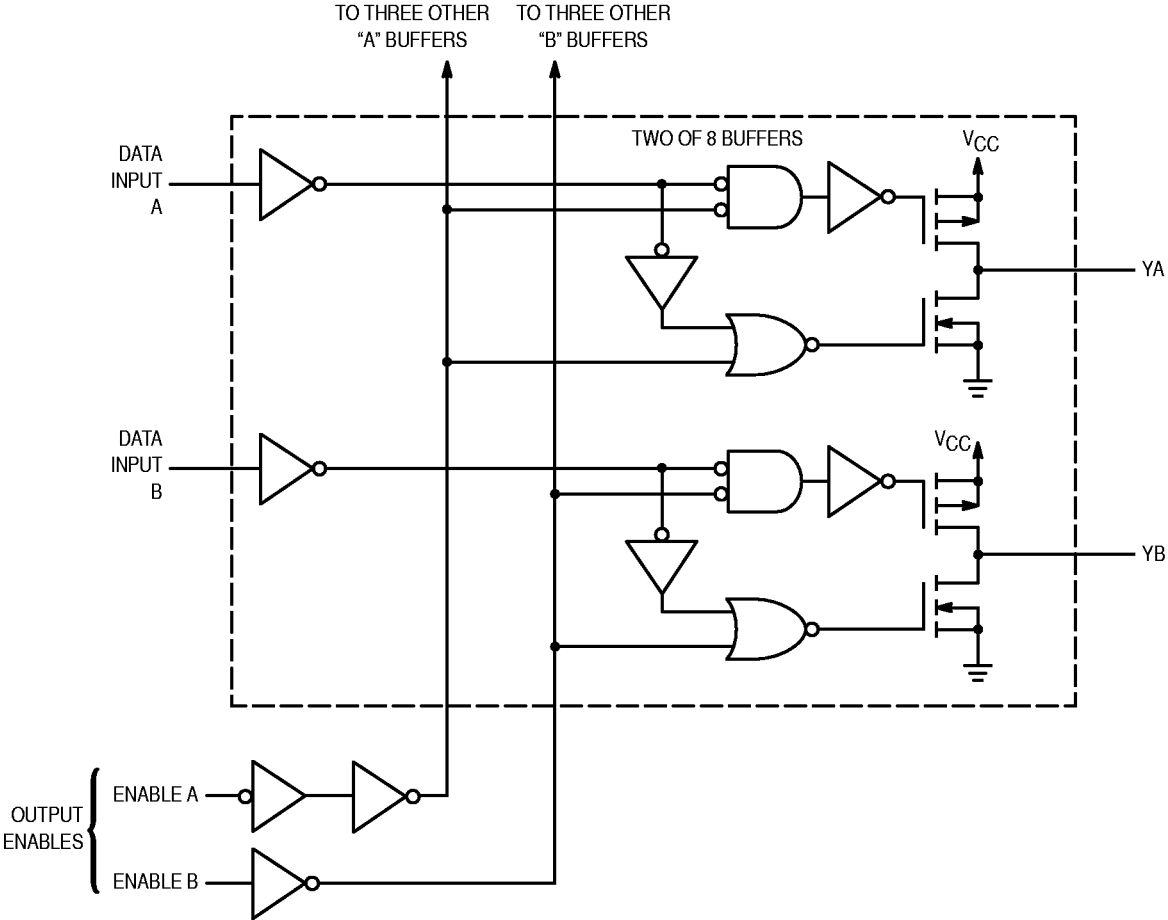 TO THREE OTHER
“A” BUFFERS
TO THREE OTHER
“B” BUFFERS
TWO OF 8 BUFFERS
DATA
INPUT
A
VCC
YA
DATA
INPUT
B
VCC
YB
OUTPUT
ENABLES
ENABLE A
ENABLE B